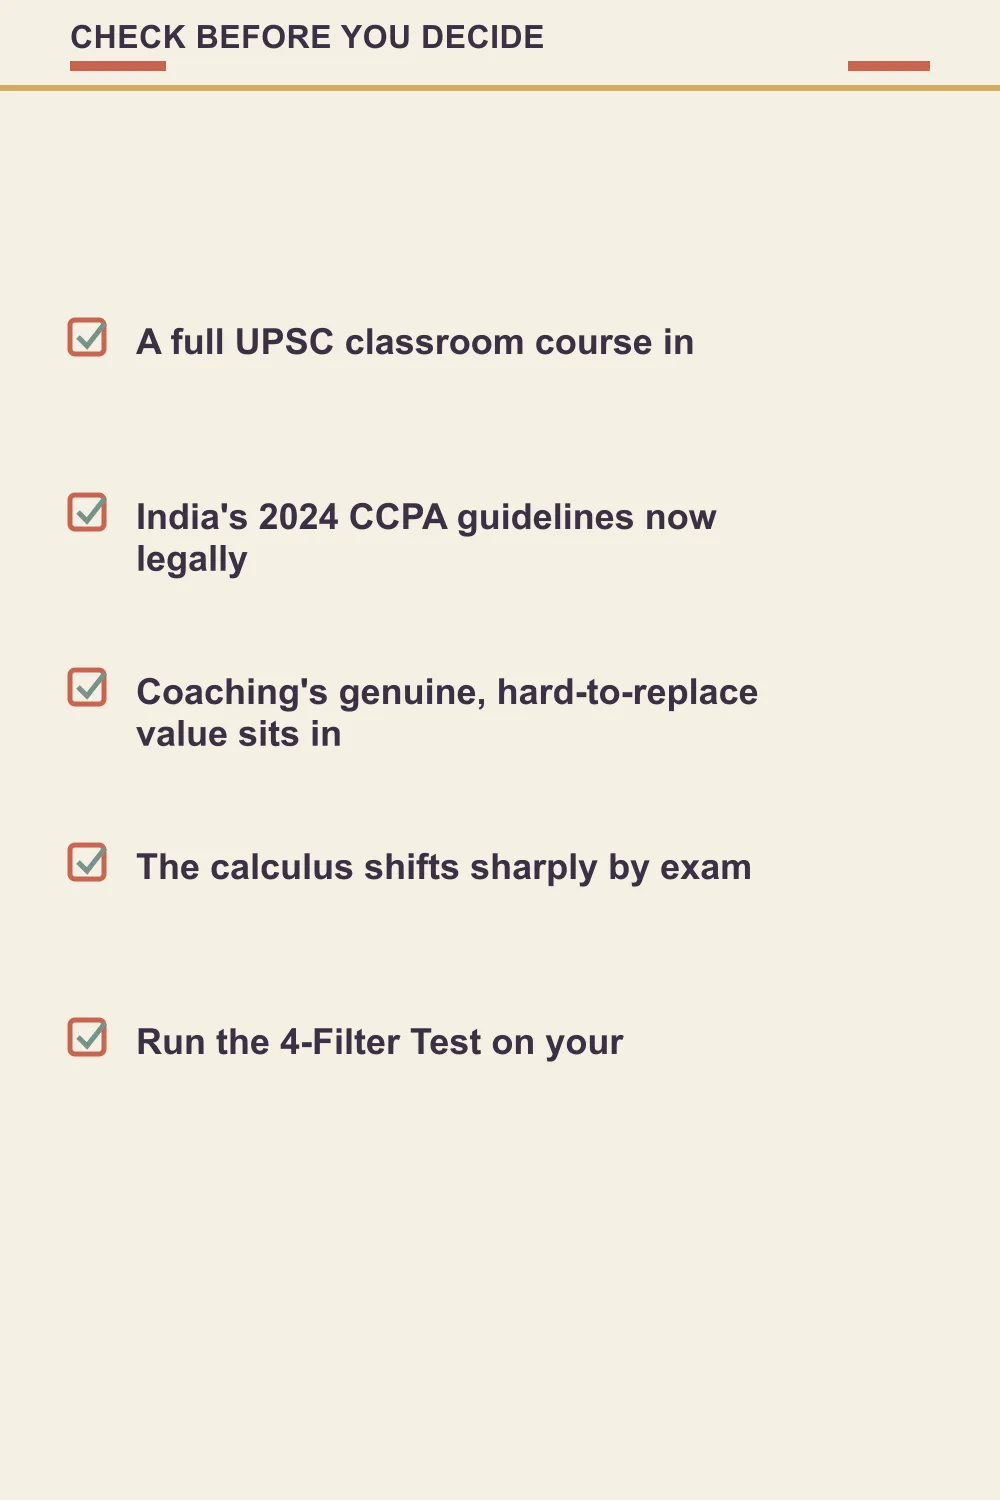 CHECK BEFORE YOU DECIDE
A full UPSC classroom course in
India's 2024 CCPA guidelines now
legally
Coaching's genuine, hard-to-replace
value sits in
The calculus shifts sharply by exam
Run the 4-Filter Test on your